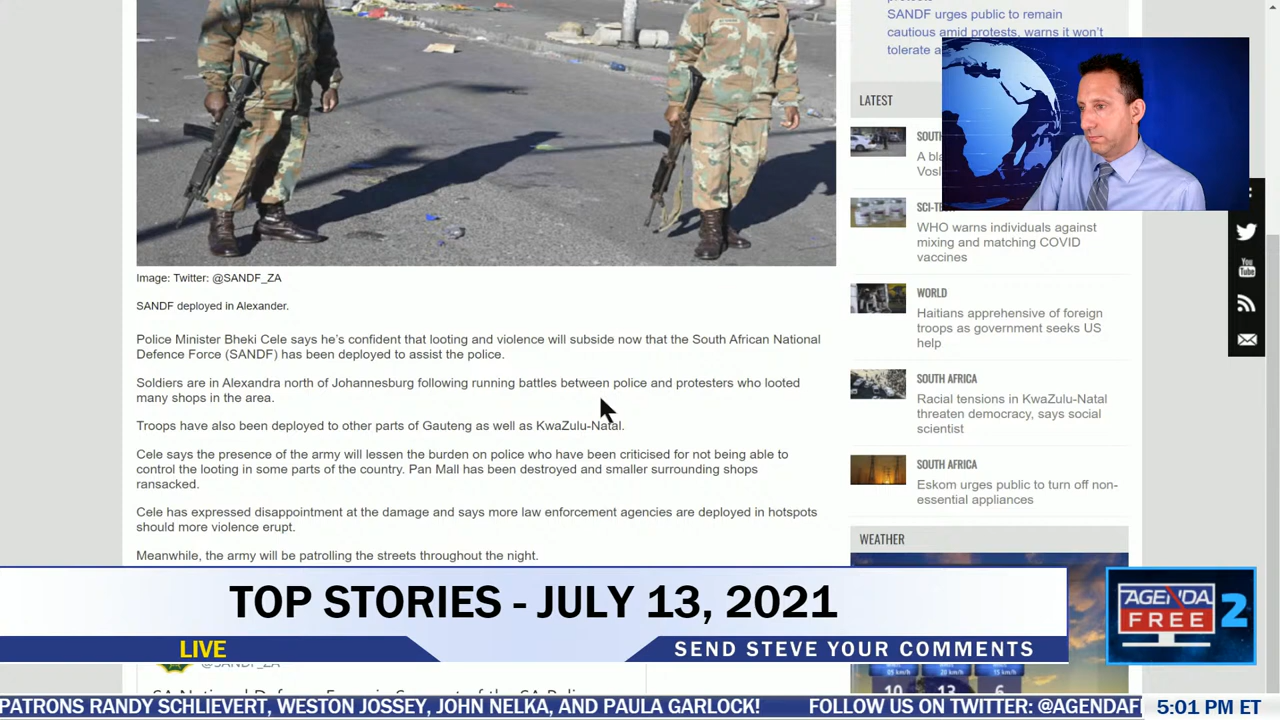 protests
SANDF urges public to remain
cautious amid protests, warns it won't
tolerate a
LATEST
SOUTH
A bla
Vosl
SCI-TE
WHO warns individuals against
mixing and matching COVID
vaccines
WORLD
Haitians apprehensive of foreign
troops as government seeks US
help
SOUTH AFRICA
Racial tensions in KwaZulu-Natal
threaten democracy, says social
scientist
SOUTH AFRICA
Eskom urges public to turn off non-
essential appliances
WEATHER
Image: Twitter: @SANDF_ZA
SANDF deployed in Alexander.
Police Minister Bheki Cele says he's confident that looting and violence will subside now that the South African National
Defence Force (SANDF) has been deployed to assist the police.
Soldiers are in Alexandra north of Johannesburg following running battles between police and protesters who looted
many shops in the area.
Troops have also been deployed to other parts of Gauteng as well as KwaZulu-Natal.
Cele says the presence of the army will lessen the burden on police who have been criticised for not being able to
control the looting in some parts of the country. Pan Mall has been destroyed and smaller surrounding shops
ransacked.
Cele has expressed disappointment at the damage and says more law enforcement agencies are deployed in hotspots
should more violence erupt.
Meanwhile, the army will be patrolling the streets throughout the night.
TOP STORIES - JULY 13, 2021
LIVE
SEND STEVE YOUR COMMENTS
AGENDA
FREE 2
@SANDF_ZA
05 km/h 20 km/h 15 km/h
10 13 6
PATRONS RANDY SCHLIEVERT, WESTON JOSSEY, JOHN NELKA, AND PAULA GARLOCK! FOLLOW US ON TWITTER: @AGENDAF
5:01 PM ET